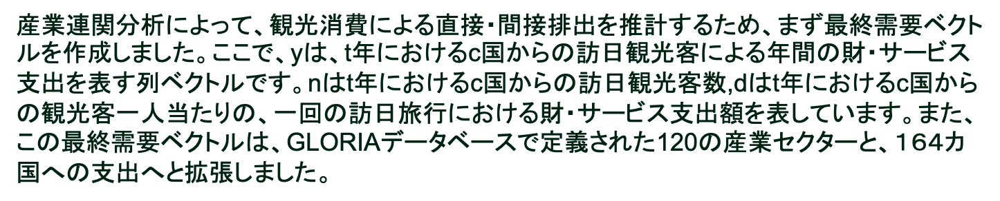 産業連関分析によって、観光消費による直接・間接排出を推計するため、まず最終需要ベクト
ルを作成しました。ここで、yは、t年におけるc国からの訪日観光客による年間の財・サービス
支出を表す列ベクトルです。nはt年におけるc国からの訪日観光客数,dはt年におけるc国から
の観光客一人当たりの、一回の訪日旅行における財・サービス支出額を表しています。また、
この最終需要ベクトルは、GLORIAデータベースで定義された120の産業セクターと、１６４カ
国への支出へと拡張しました。